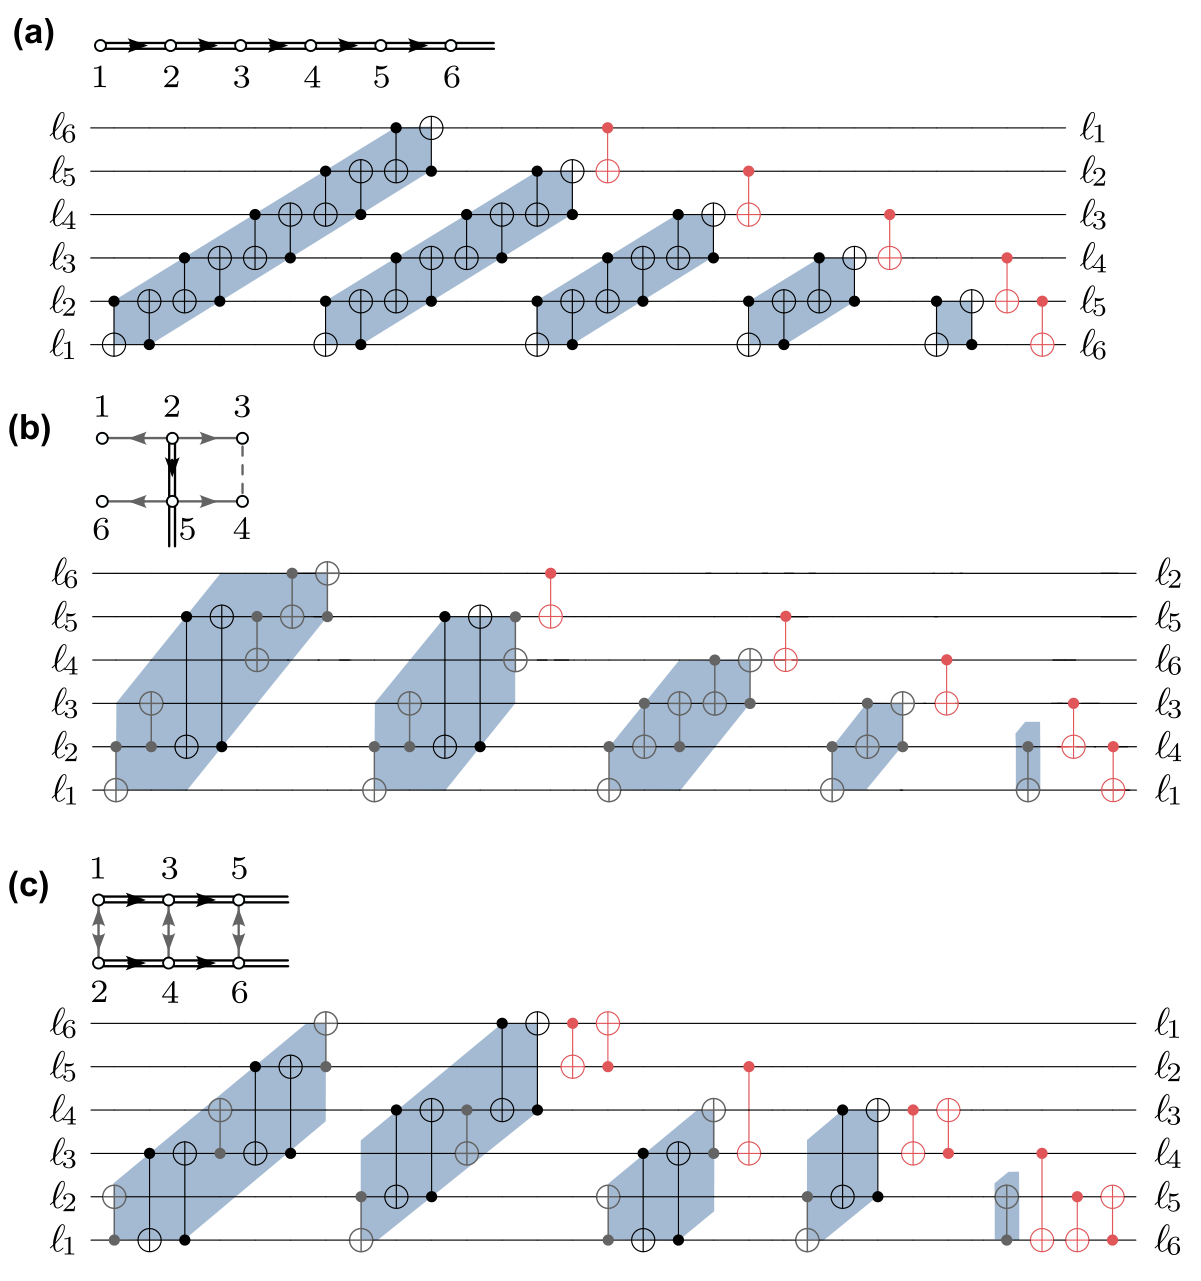 (a)
1 2 3 4 5 6
ℓ₆ ℓ₁
ℓ₅ ℓ₂
ℓ₄ ℓ₃
ℓ₃ ℓ₄
ℓ₂ ℓ₅
ℓ₁ ℓ₆
(b)
1 2 3
6 5 4
ℓ₆ ℓ₂
ℓ₅ ℓ₅
ℓ₄ ℓ₆
ℓ₃ ℓ₃
ℓ₂ ℓ₄
ℓ₁ ℓ₁
(c)
1 3 5
2 4 6
ℓ₆ ℓ₁
ℓ₅ ℓ₂
ℓ₄ ℓ₃
ℓ₃ ℓ₄
ℓ₂ ℓ₅
ℓ₁ ℓ₆